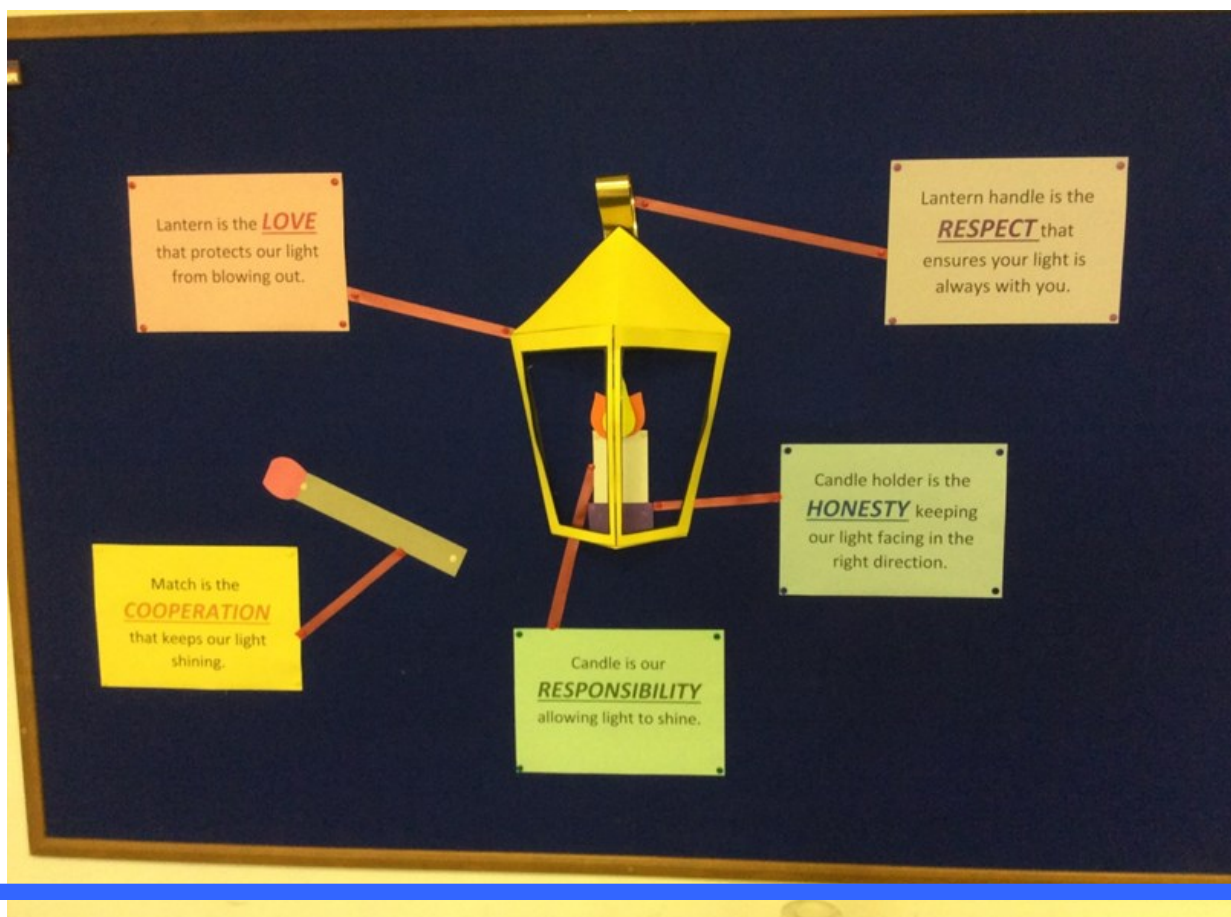 Lantern is the LOVE
that protects our light
from blowing out.
Lantern handle is the
RESPECT that
ensures your light is
always with you.
Candle holder is the
HONESTY keeping
our light facing in the
right direction.
Match is the
COOPERATION
that keeps our light
shining.
Candle is our
RESPONSIBILITY
allowing light to shine.